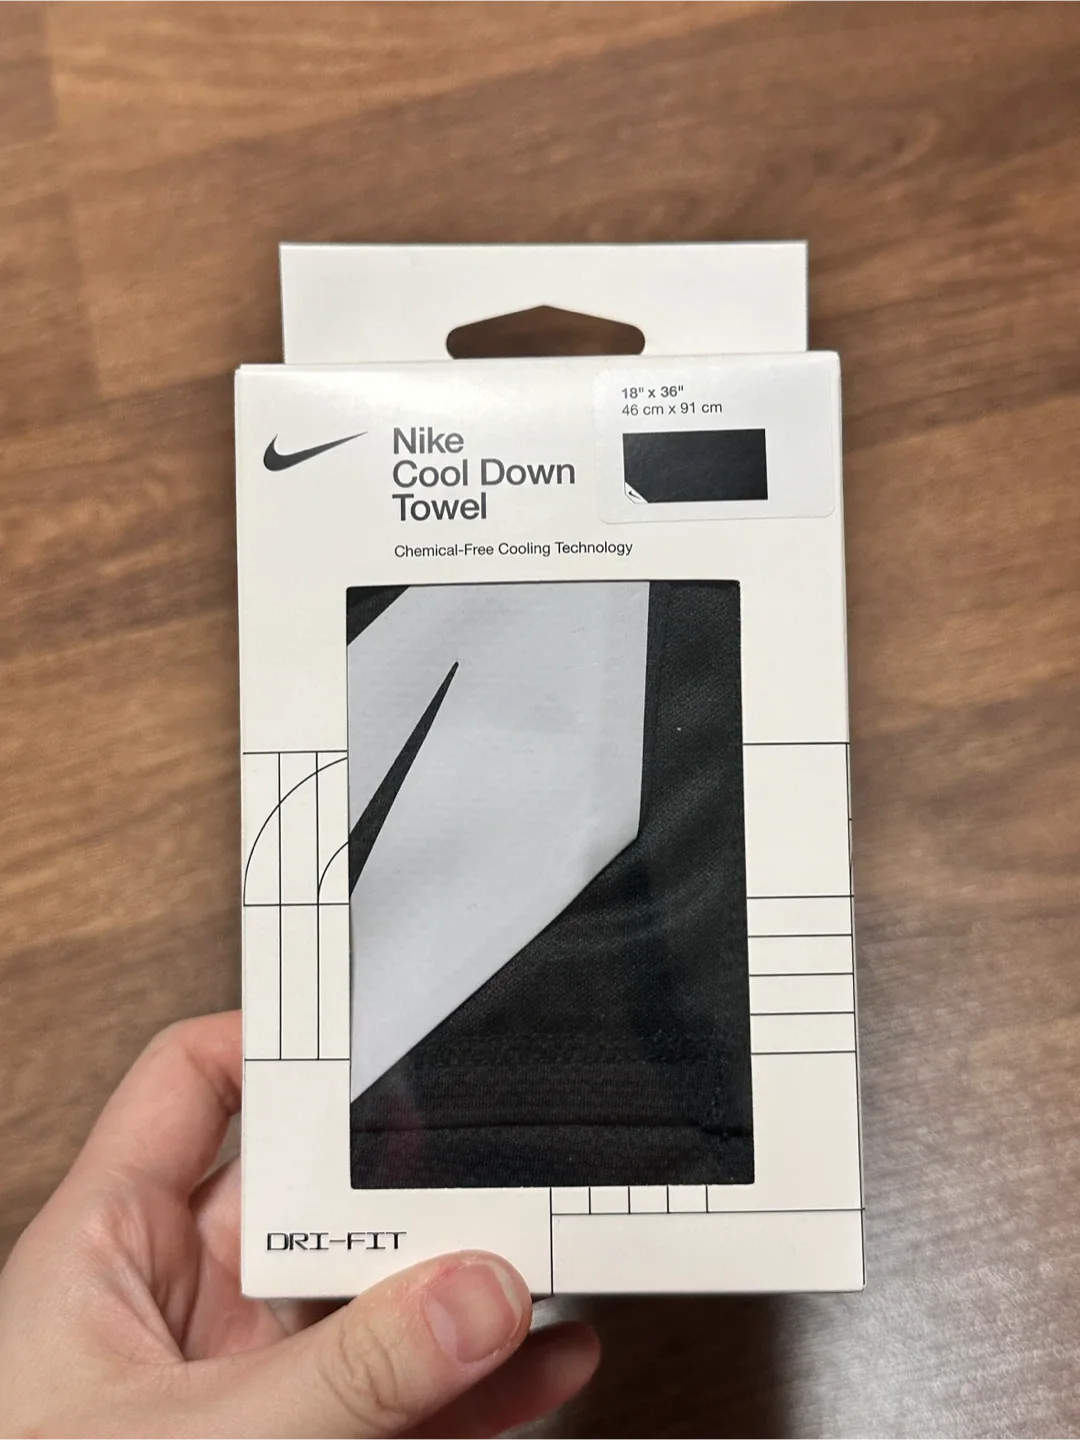 18" x 36"
46 cm x 91 cm
Nike
Cool Down
Towel
Chemical-Free Cooling Technology
DRI-FIT